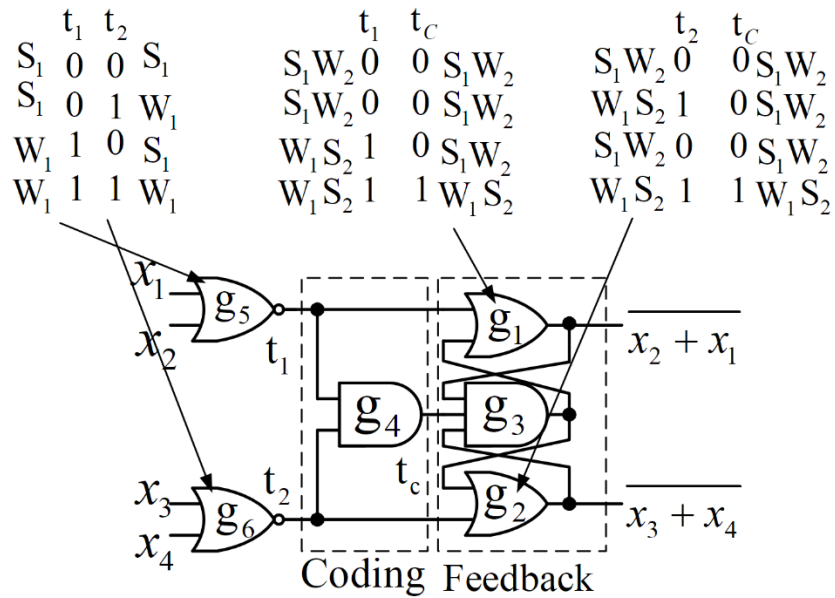 t₁ t₂
S₁ 0 0 S₁
S₁ 0 1 W₁
W₁ 1 0 S₁
W₁ 1 1 W₁
t₁ t_C
S₁W₂ 0 0 S₁W₂
S₁W₂ 0 0 S₁W₂
W₁S₂ 1 0 S₁W₂
W₁S₂ 1 1 W₁S₂
t₂ t_C
S₁W₂ 0 0 S₁W₂
W₁S₂ 1 0 S₁W₂
S₁W₂ 0 0 S₁W₂
W₁S₂ 1 1 W₁S₂
x₁
x₂
g₅
t₁
g₁
x₂ + x₁
g₄
g₃
x₃
x₄
g₆
t₂
t_c
g₂
x₃ + x₄
Coding
Feedback